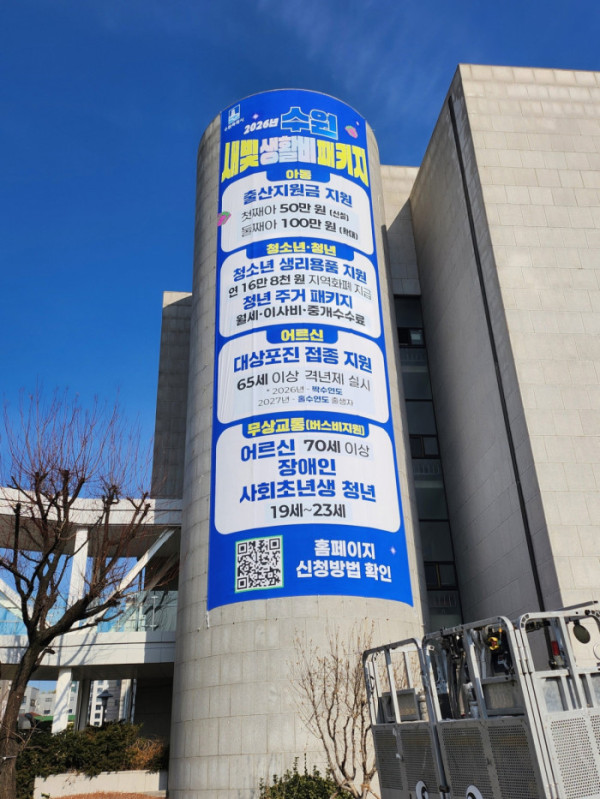 2026년 수원
새빛 생활비 패키지
아동
출산지원금 지원
첫째아 50만 원 (신설)
둘째아 100만 원 (확대)
청소년·청년
청소년 생리용품 지원
연 16만 8천 원 지역화폐 지급
청년 주거 패키지
월세·이사비·중개수수료
어르신
대상포진 접종 지원
65세 이상 격년제 실시
* 2026년 - 짝수연도
2027년 - 홀수연도 출생자
무상교통(버스비지원)
어르신 70세 이상
장애인
사회초년생 청년
19세~23세
홈페이지
신청방법 확인